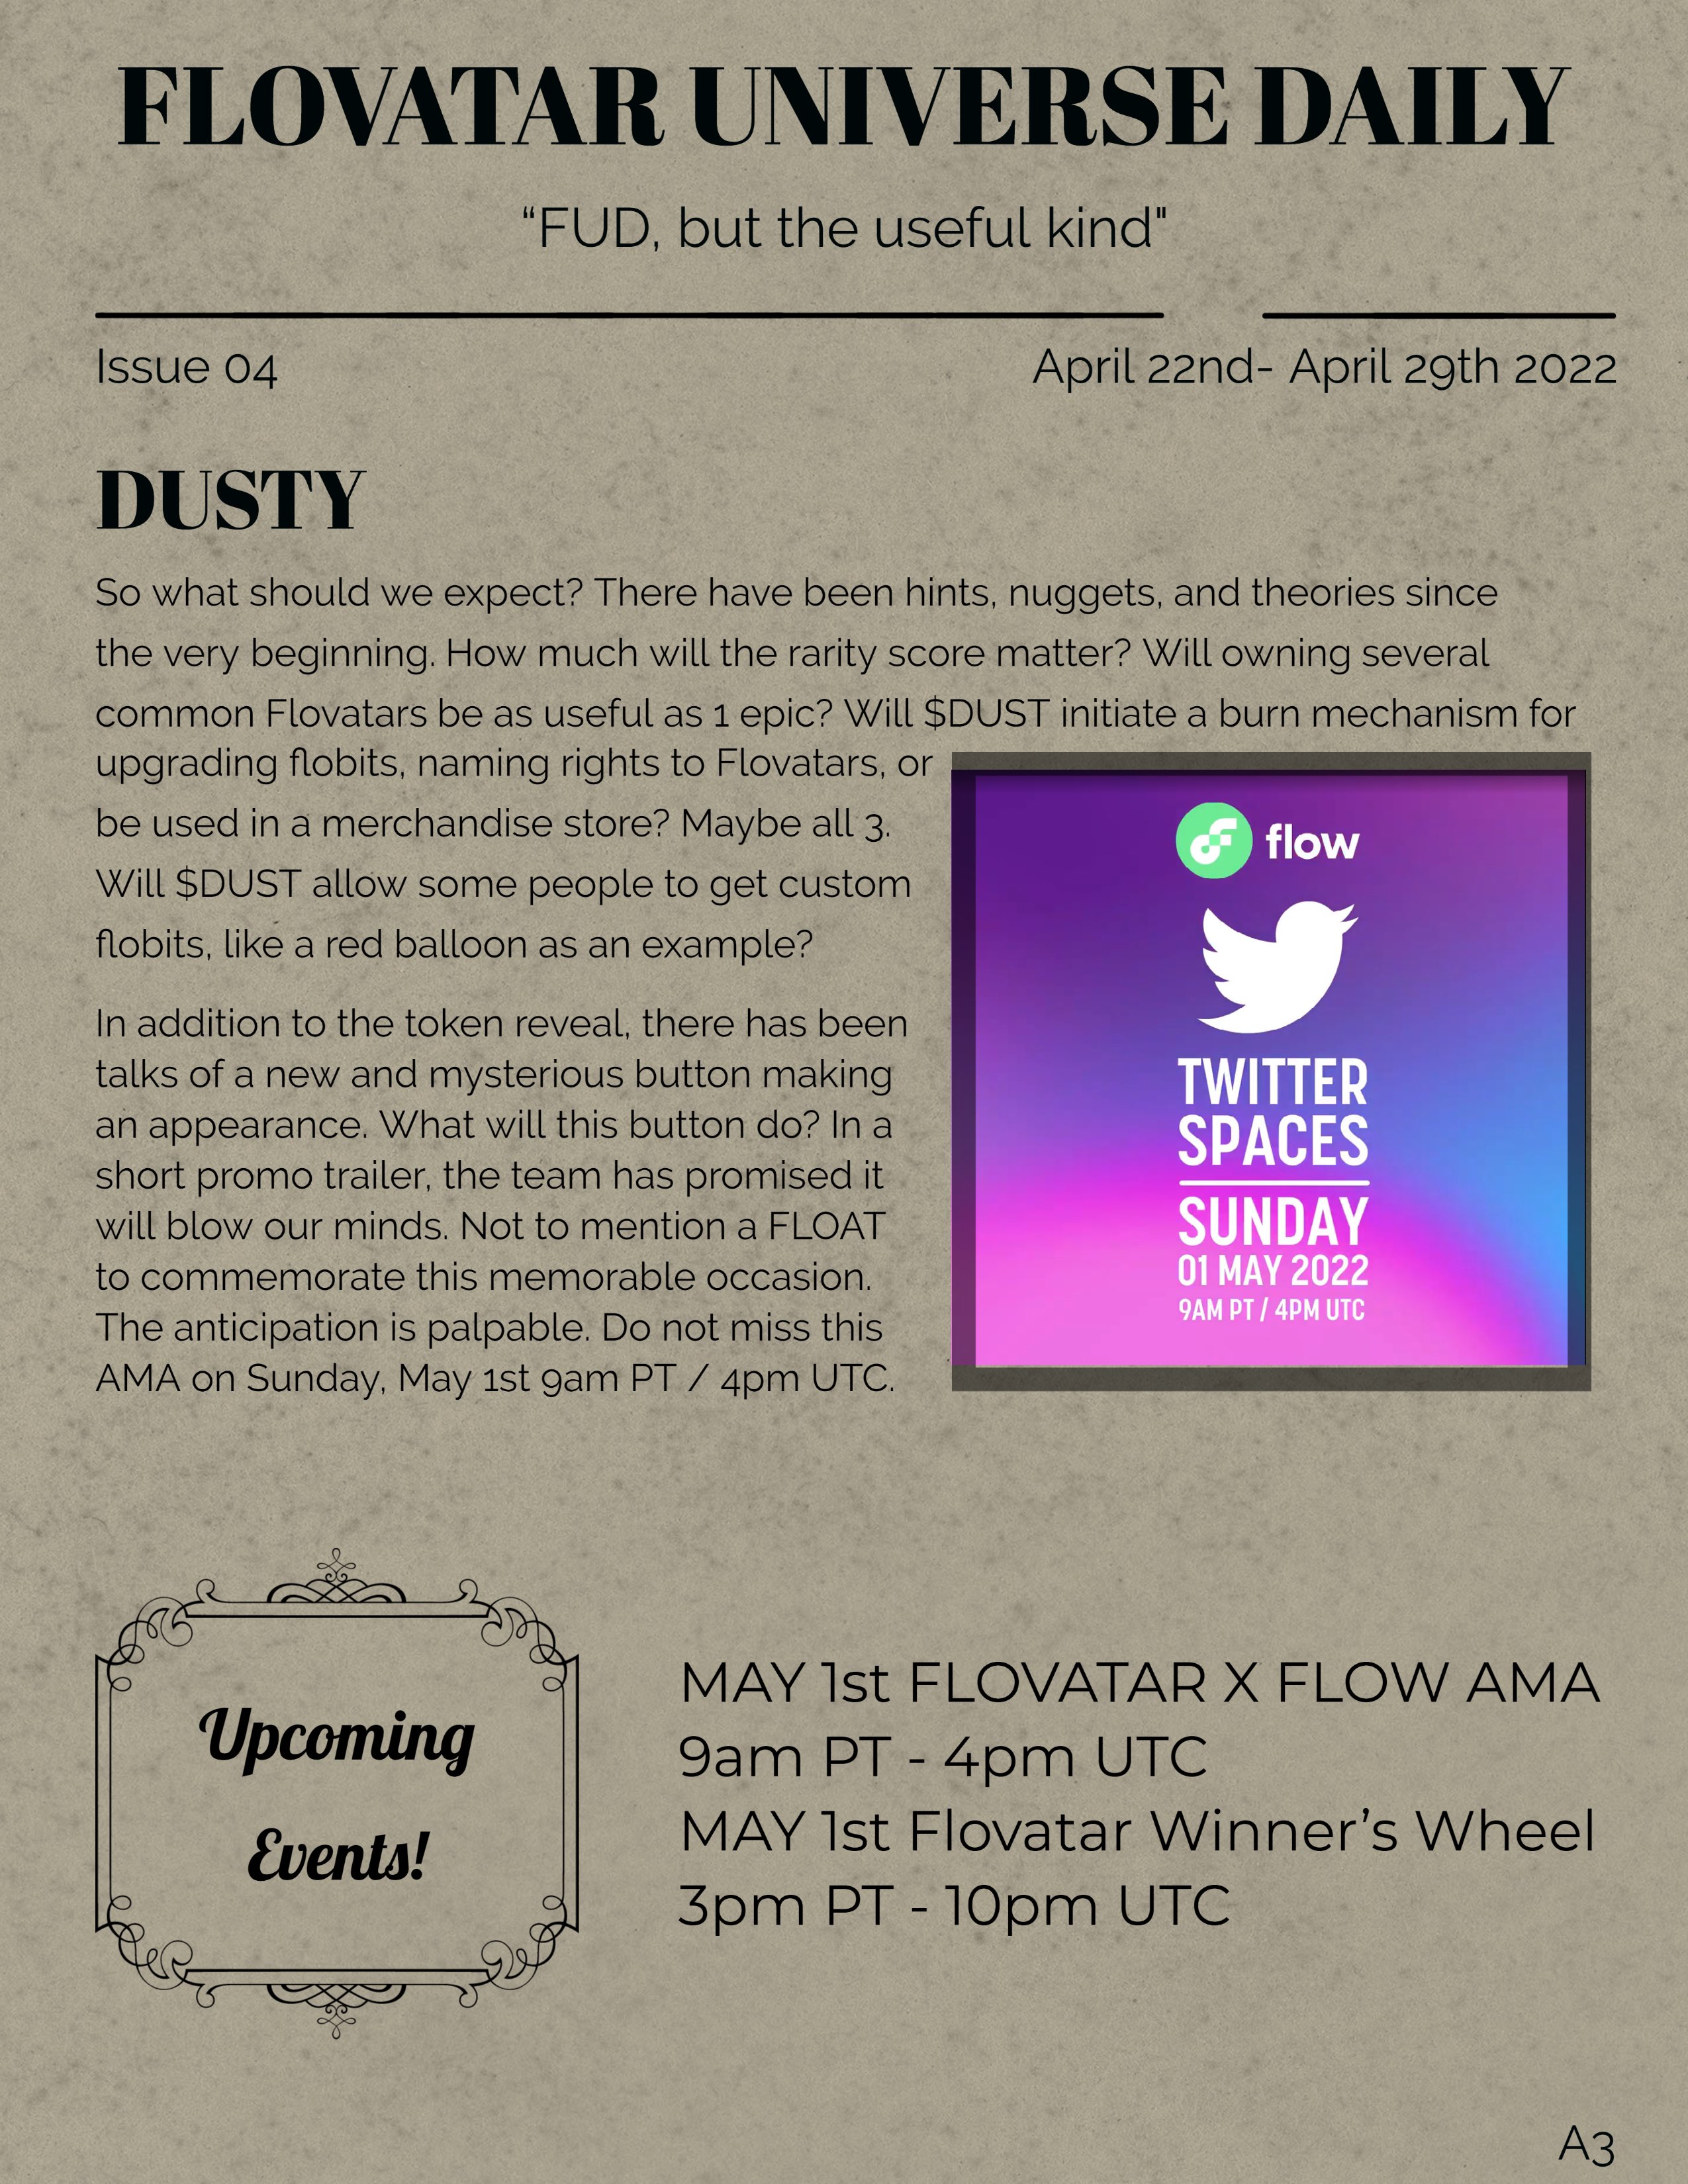 FLOVATAR UNIVERSE DAILY
“FUD, but the useful kind"
Issue 04
April 22nd- April 29th 2022
DUSTY
So what should we expect? There have been hints, nuggets, and theories since
the very beginning. How much will the rarity score matter? Will owning several
common Flovatars be as useful as 1 epic? Will $DUST initiate a burn mechanism for
upgrading flobits, naming rights to Flovatars, or
be used in a merchandise store? Maybe all 3.
Will $DUST allow some people to get custom
flobits, like a red balloon as an example?
In addition to the token reveal, there has been
talks of a new and mysterious button making
an appearance. What will this button do? In a
short promo trailer, the team has promised it
will blow our minds. Not to mention a FLOAT
to commemorate this memorable occasion.
The anticipation is palpable. Do not miss this
AMA on Sunday, May 1st 9am PT / 4pm UTC.
flow
TWITTER
SPACES
SUNDAY
01 MAY 2022
9AM PT / 4PM UTC
Upcoming
Events!
MAY 1st FLOVATAR X FLOW AMA
9am PT - 4pm UTC
MAY 1st Flovatar Winner’s Wheel
3pm PT - 10pm UTC
A3